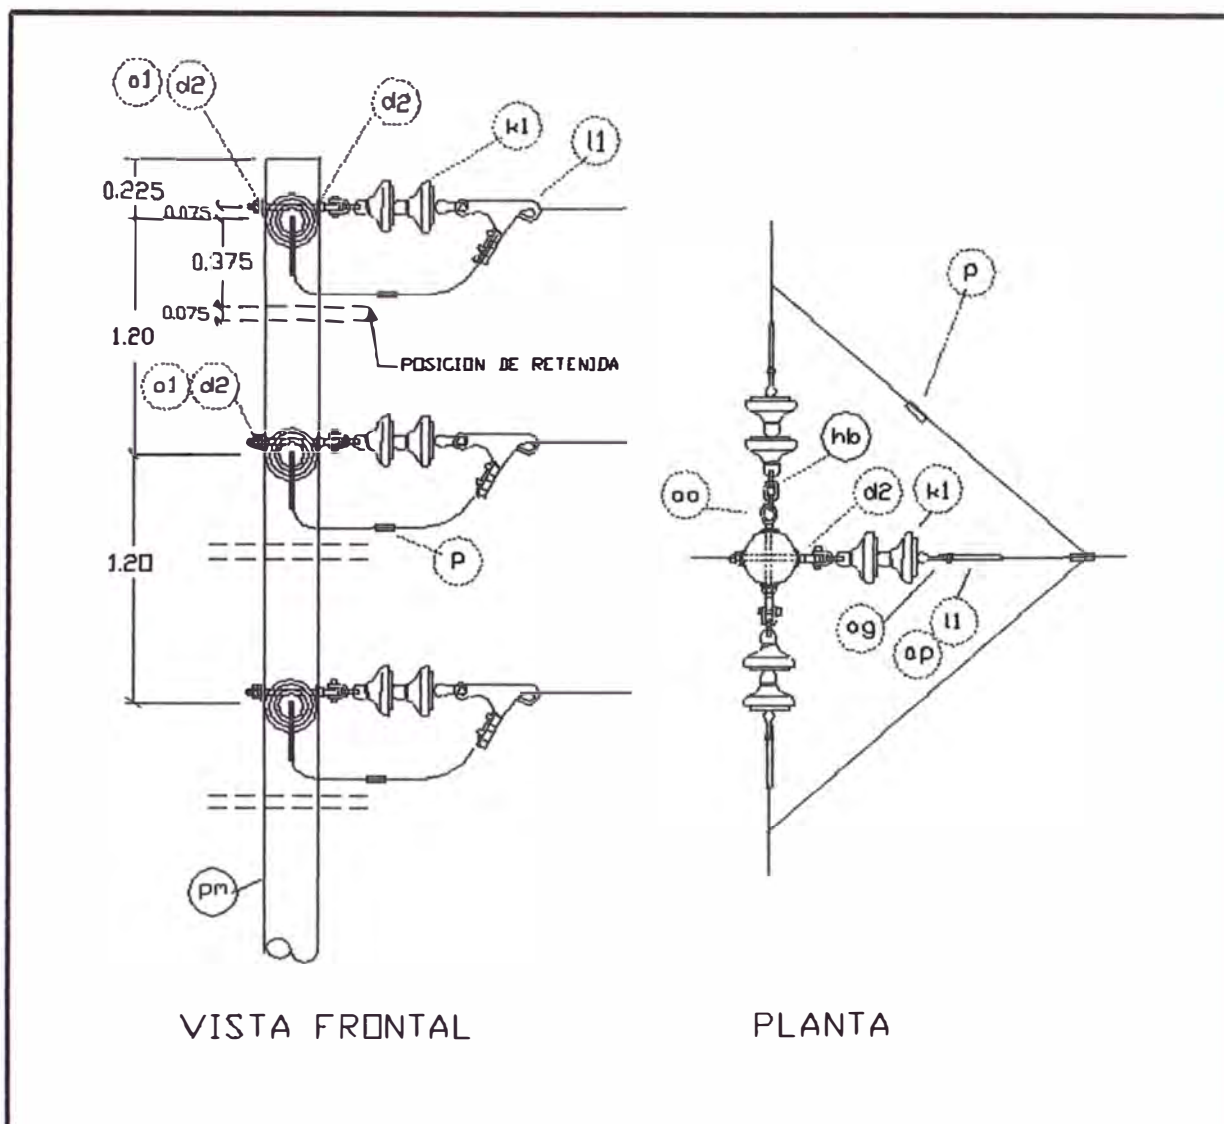 a1 d2
d2
k1
l1
0.225
0.075
0.375
0.075
1.20
POSICION DE RETENIDA
a1 d2
1.20
p
pm
VISTA FRONTAL
p
hb
aa
d2
k1
ag
l1
ap
PLANTA